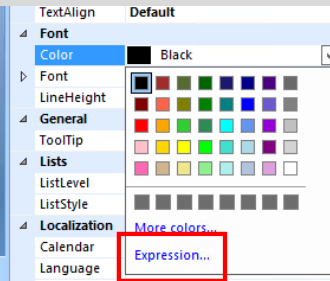 TextAlign Default
Font
Color Black
Font
LineHeight
General
ToolTip
Lists
ListLevel
ListStyle
More colors...
Localization
Calendar
Expression...
Language